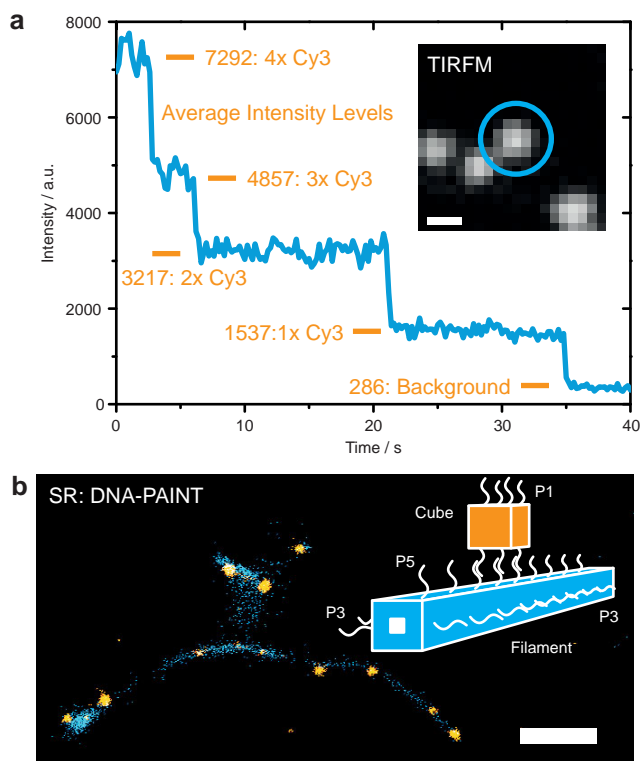 a
8000
6000
4000
2000
0
Intensity / a.u.
7292: 4x Cy3
Average Intensity Levels
4857: 3x Cy3
3217: 2x Cy3
1537:1x Cy3
286: Background
TIRFM
0
10
20
30
40
Time / s
b
SR: DNA-PAINT
P1
Cube
P5
P3
P3
Filament